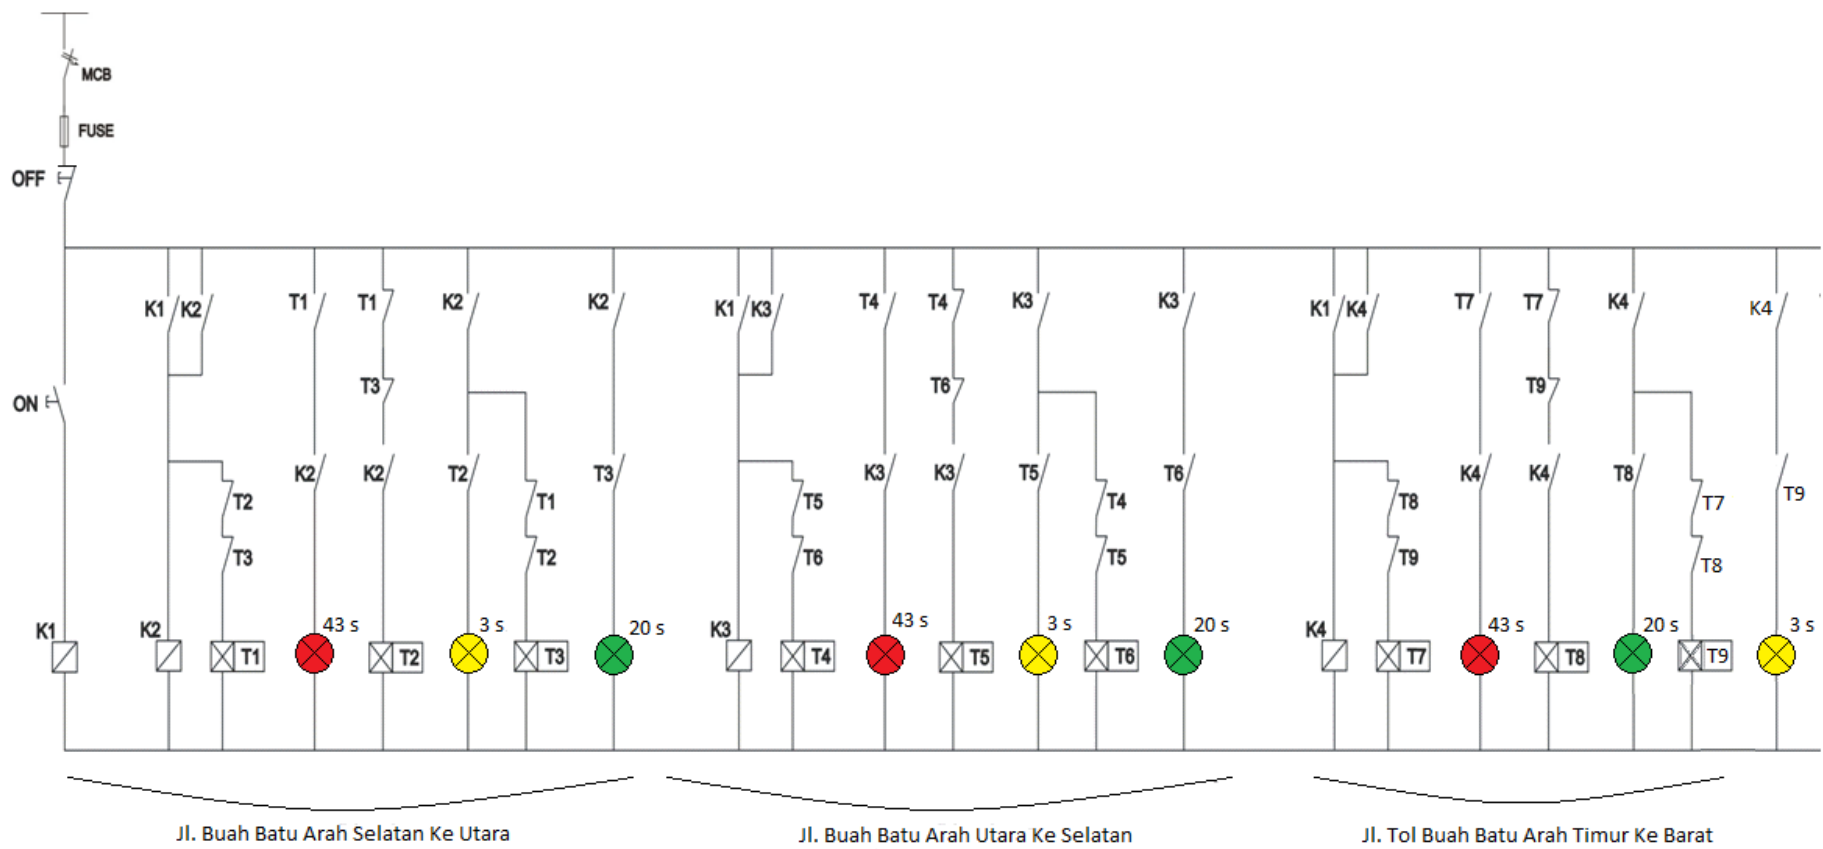 MCB
FUSE
OFF
K1 K2 T1 T1 K2 K2 K1 K3 T4 T4 K3 K3 K1 K4 T7 T7 K4 K4
T3 T6 T9
ON
K2 K2 T2 T3 K3 K3 T5 T6 K4 K4 T8 T9
T2 T1 T5 T4 T8 T7
T3 T2 T6 T5 T9 T8
43 s 3 s 20 s 43 s 3 s 20 s 43 s 20 s 3 s
K1 K2 K3 K4
T1 T2 T3 T4 T5 T6 T7 T8 T9
Jl. Buah Batu Arah Selatan Ke Utara
Jl. Buah Batu Arah Utara Ke Selatan
Jl. Tol Buah Batu Arah Timur Ke Barat